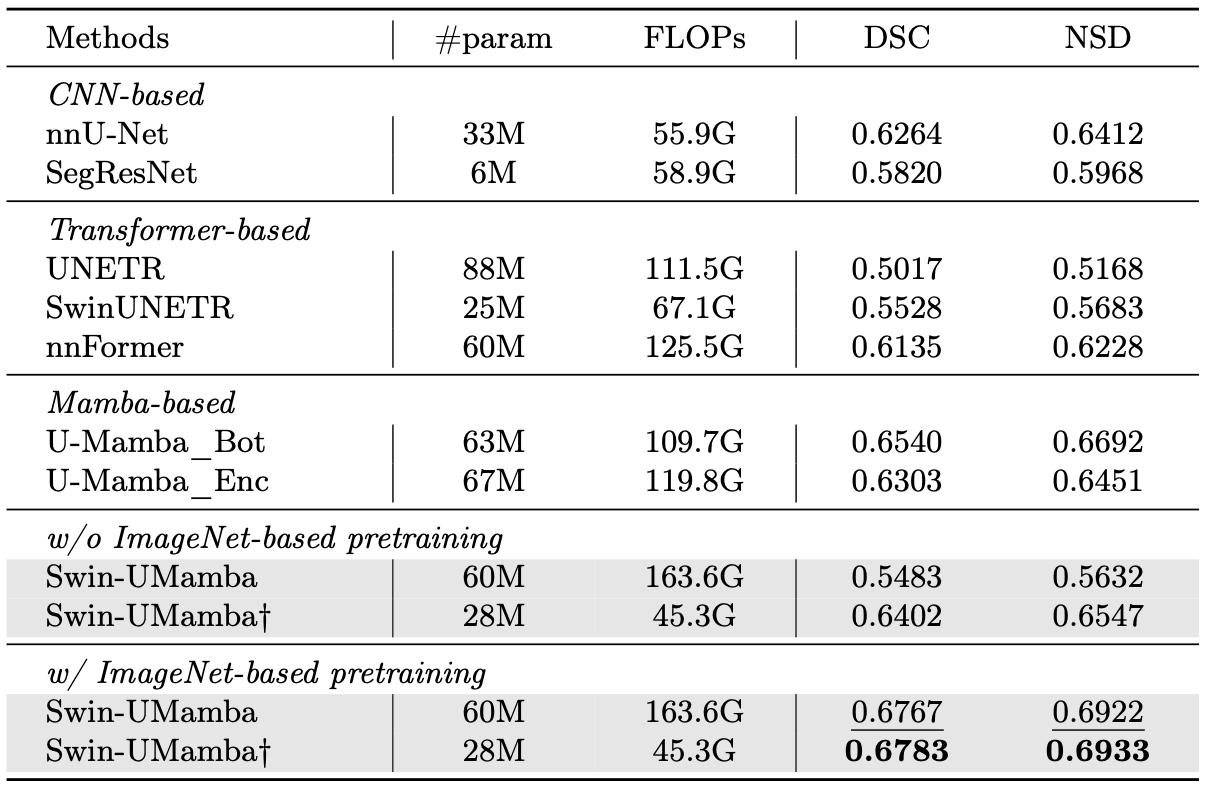 Methods #param FLOPs DSC NSD
CNN-based
nnU-Net 33M 55.9G 0.6264 0.6412
SegResNet 6M 58.9G 0.5820 0.5968
Transformer-based
UNETR 88M 111.5G 0.5017 0.5168
SwinUNETR 25M 67.1G 0.5528 0.5683
nnFormer 60M 125.5G 0.6135 0.6228
Mamba-based
U-Mamba_Bot 63M 109.7G 0.6540 0.6692
U-Mamba_Enc 67M 119.8G 0.6303 0.6451
w/o ImageNet-based pretraining
Swin-UMamba 60M 163.6G 0.5483 0.5632
Swin-UMamba† 28M 45.3G 0.6402 0.6547
w/ ImageNet-based pretraining
Swin-UMamba 60M 163.6G 0.6767 0.6922
Swin-UMamba† 28M 45.3G 0.6783 0.6933